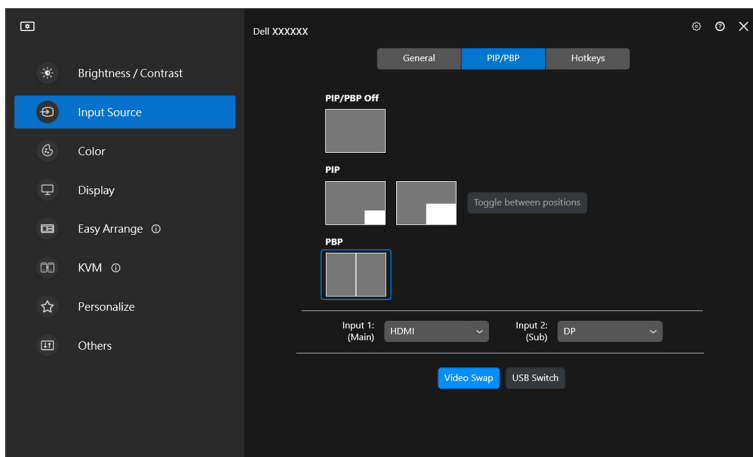 Dell XXXXXX
Brightness / Contrast
Input Source
Color
Display
Easy Arrange
KVM
Personalize
Others
General PIP/PBP Hotkeys
PIP/PBP Off
PIP
Toggle between positions
PBP
Input 1: (Main) HDMI
Input 2: (Sub) DP
Video Swap USB Switch